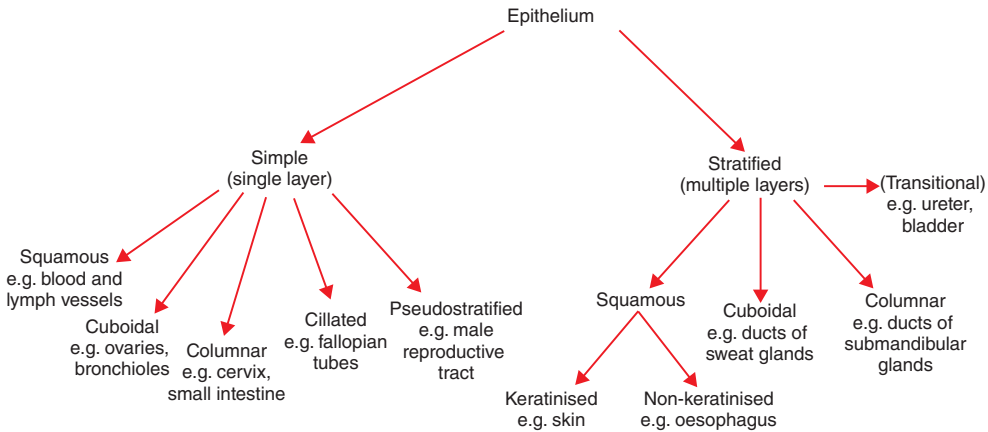 Epithelium
Simple
(single layer)
Stratified
(multiple layers)
(Transitional)
e.g. ureter,
bladder
Squamous
e.g. blood and
lymph vessels
Cuboidal
e.g. ovaries,
bronchioles
Columnar
e.g. cervix,
small intestine
Cillated
e.g. fallopian
tubes
Pseudostratified
e.g. male
reproductive
tract
Squamous
Cuboidal
e.g. ducts of
sweat glands
Columnar
e.g. ducts of
submandibular
glands
Keratinised
e.g. skin
Non-keratinised
e.g. oesophagus